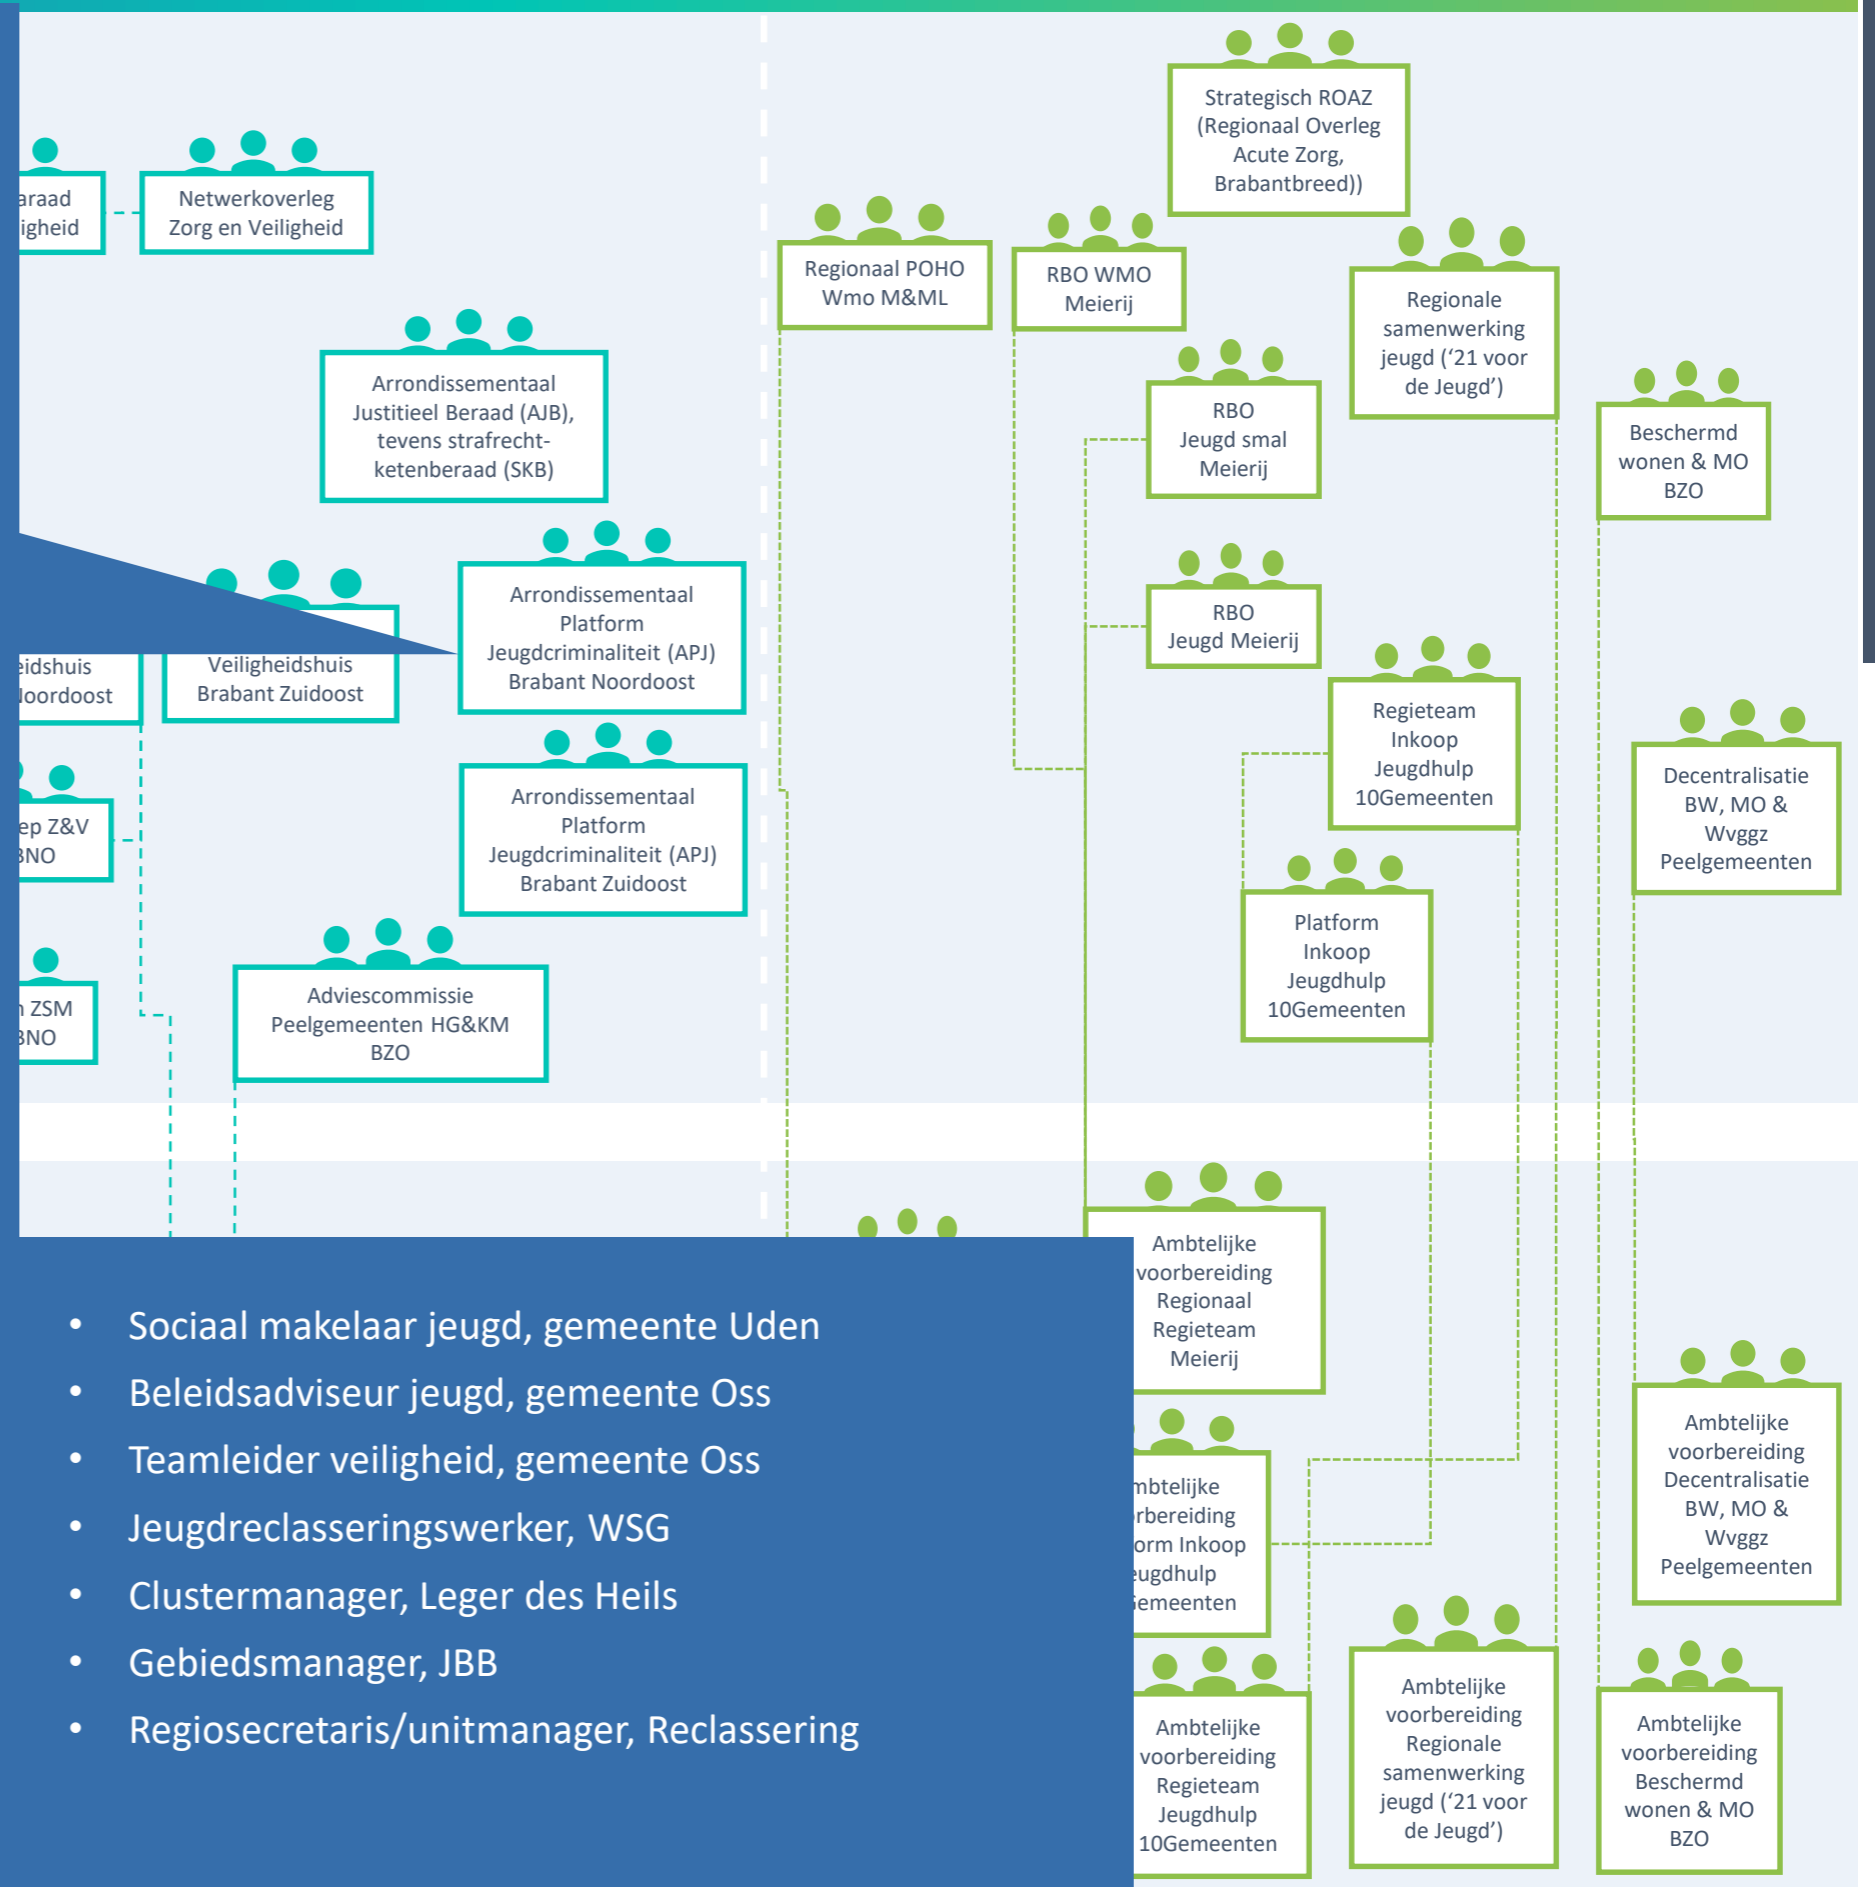 Strategisch ROAZ
(Regionaal Overleg
Acute Zorg,
Brabantbreed))
Netwerkoverleg
Zorg en Veiligheid
Regionaal POHO
Wmo M&ML
RBO WMO
Meierij
Regionale
samenwerking
jeugd (‘21 voor
de Jeugd’)
Arrondissementaal
Justitieel Beraad (AJB),
tevens strafrecht-
ketenberaad (SKB)
RBO
Jeugd smal
Meierij
Beschermd
wonen & MO
BZO
Arrondissementaal
Platform
Jeugdcriminaliteit (APJ)
Brabant Noordoost
RBO
Jeugd Meierij
Veiligheidshuis
Brabant Zuidoost
Regieteam
Inkoop
Jeugdhulp
10Gemeenten
Decentralisatie
BW, MO &
Wvggz
Peelgemeenten
Z&V
Arrondissementaal
Platform
Jeugdcriminaliteit (APJ)
Brabant Zuidoost
Platform
Inkoop
Jeugdhulp
10Gemeenten
ZSM
Adviescommissie
Peelgemeenten HG&KM
BZO
Ambtelijke
voorbereiding
Regionaal
Regieteam
Meierij
• Sociaal makelaar jeugd, gemeente Uden
• Beleidsadviseur jeugd, gemeente Oss
• Teamleider veiligheid, gemeente Oss
• Jeugdreclasseringswerker, WSG
• Clustermanager, Leger des Heils
• Gebiedsmanager, JBB
• Regiosecretaris/unitmanager, Reclassering
Inkoop
Ambtelijke
voorbereiding
Decentralisatie
BW, MO &
Wvggz
Peelgemeenten
Ambtelijke
voorbereiding
Regieteam
Jeugdhulp
10Gemeenten
Ambtelijke
voorbereiding
Regionale
samenwerking
jeugd (‘21 voor
de Jeugd’)
Ambtelijke
voorbereiding
Beschermd
wonen & MO
BZO